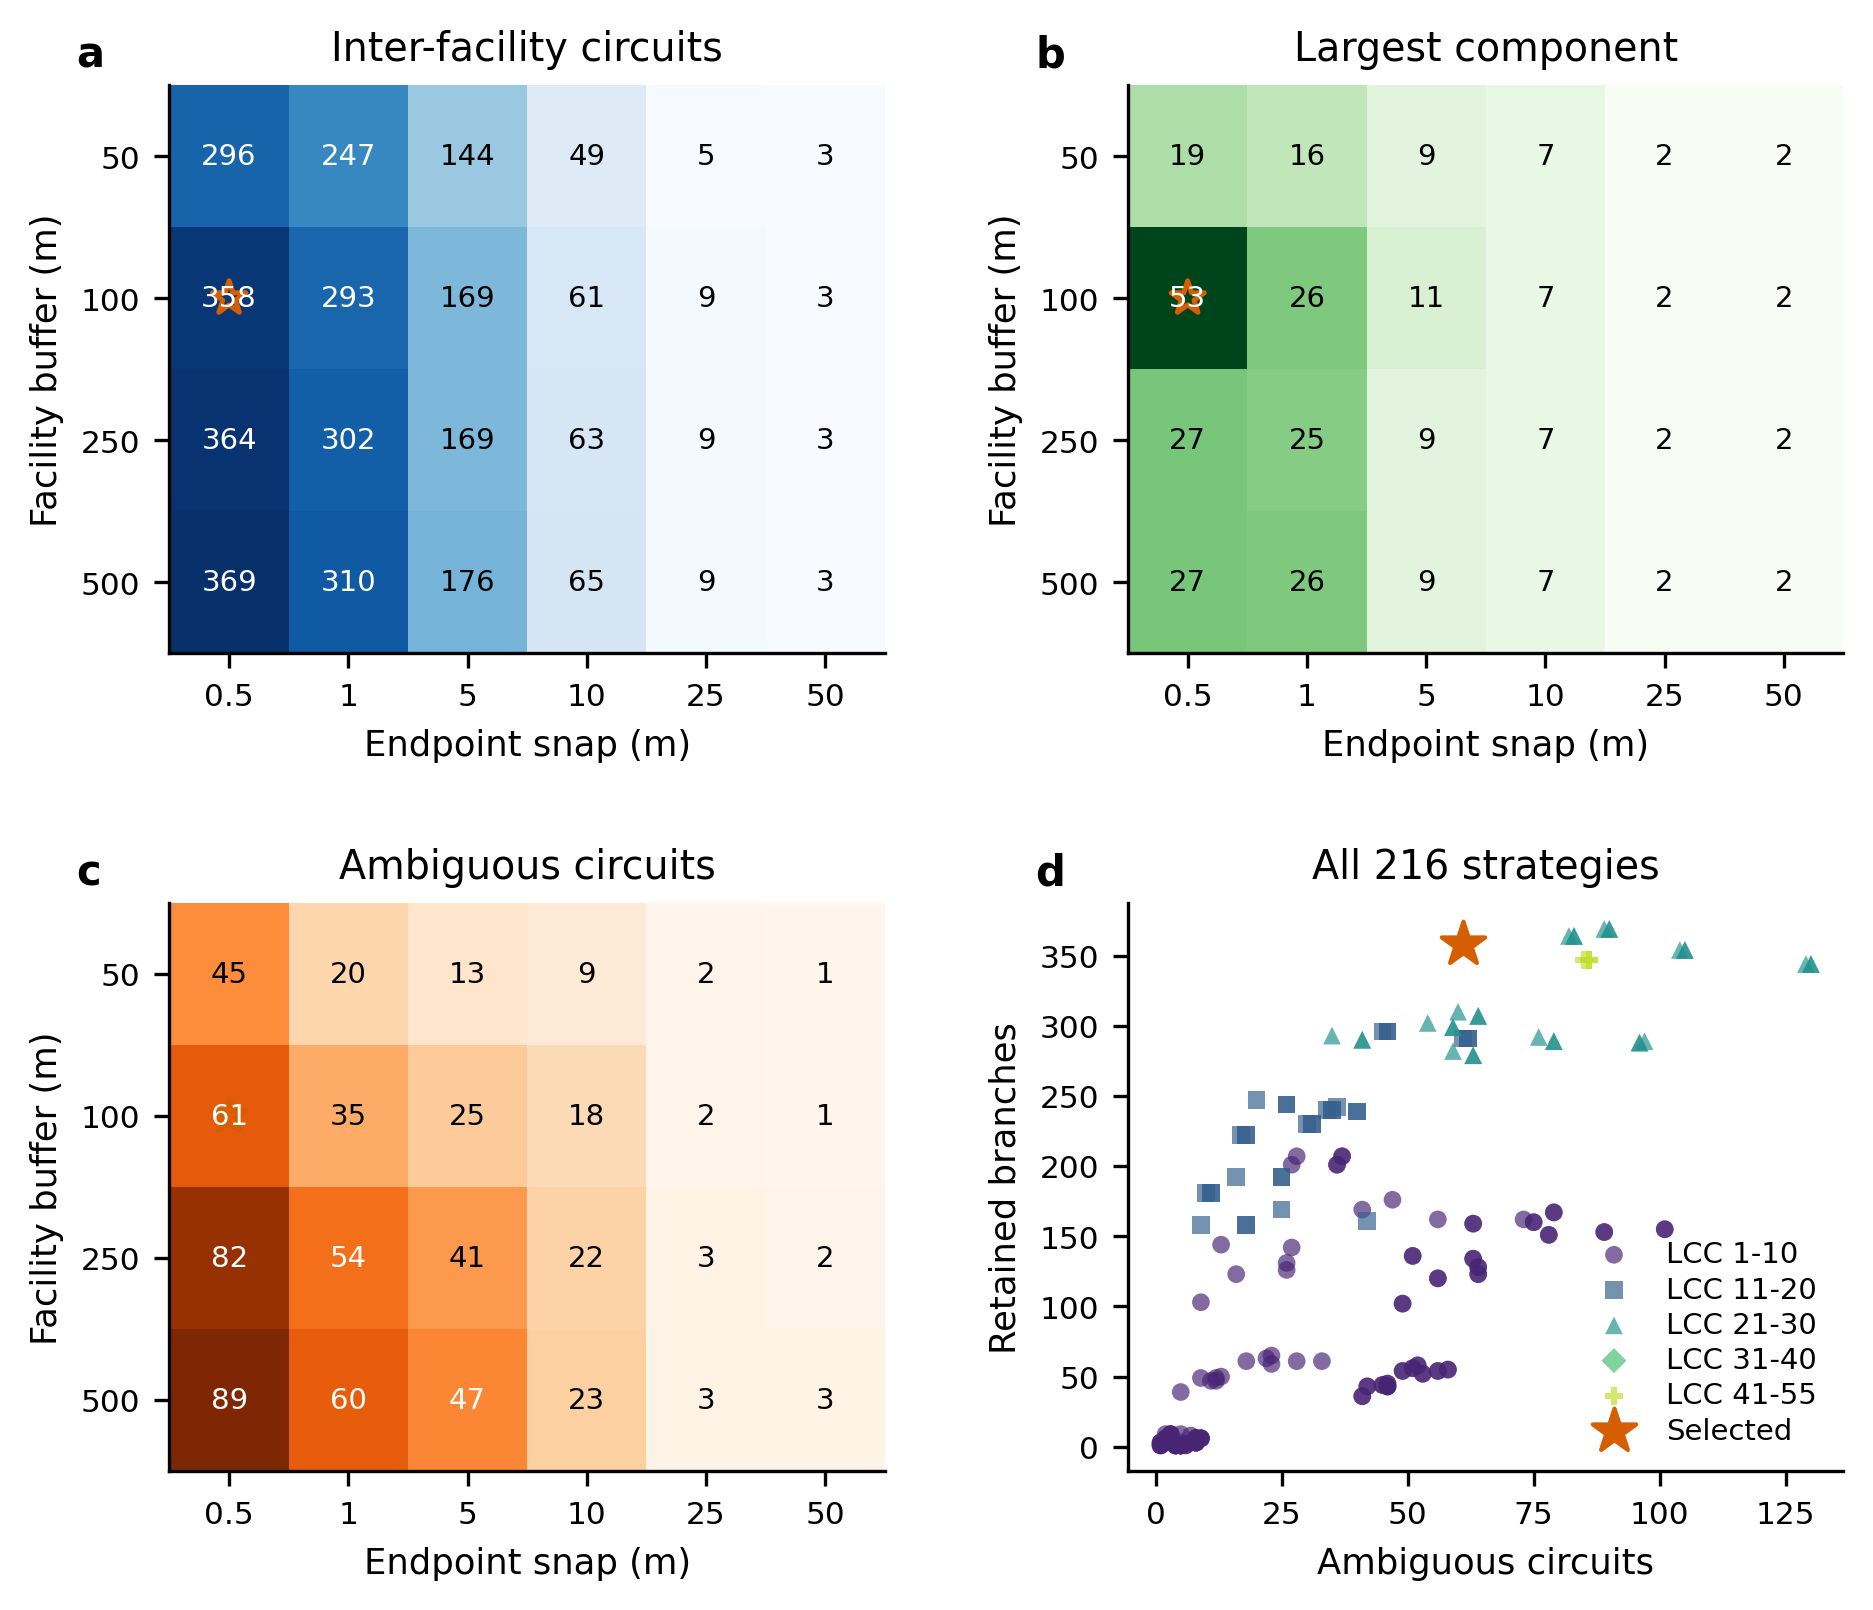 a
Inter-facility circuits
Facility buffer (m)
50 296 247 144 49 5 3
100 358 293 169 61 9 3
250 364 302 169 63 9 3
500 369 310 176 65 9 3
0.5 1 5 10 25 50
Endpoint snap (m)
b
Largest component
Facility buffer (m)
50 19 16 9 7 2 2
100 53 26 11 7 2 2
250 27 25 9 7 2 2
500 27 26 9 7 2 2
0.5 1 5 10 25 50
Endpoint snap (m)
c
Ambiguous circuits
Facility buffer (m)
50 45 20 13 9 2 1
100 61 35 25 18 2 1
250 82 54 41 22 3 2
500 89 60 47 23 3 3
0.5 1 5 10 25 50
Endpoint snap (m)
d
All 216 strategies
Retained branches
350
300
250
200
150
100
50
0
LCC 1-10
LCC 11-20
LCC 21-30
LCC 31-40
LCC 41-55
Selected
0 25 50 75 100 125
Ambiguous circuits